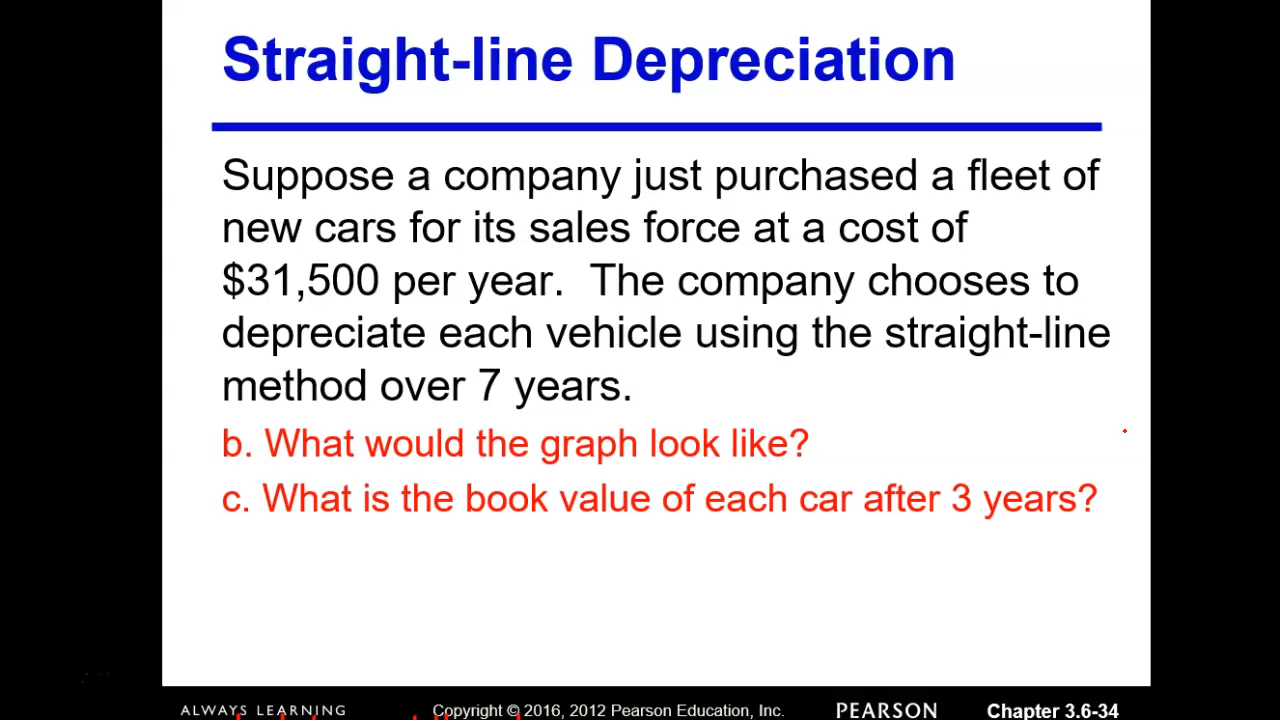 Straight-line Depreciation
Suppose a company just purchased a fleet of
new cars for its sales force at a cost of
$31,500 per year.  The company chooses to
depreciate each vehicle using the straight-line
method over 7 years.
b. What would the graph look like?
c. What is the book value of each car after 3 years?
ALWAYS LEARNING Copyright © 2016, 2012 Pearson Education, Inc. PEARSON Chapter 3.6-34